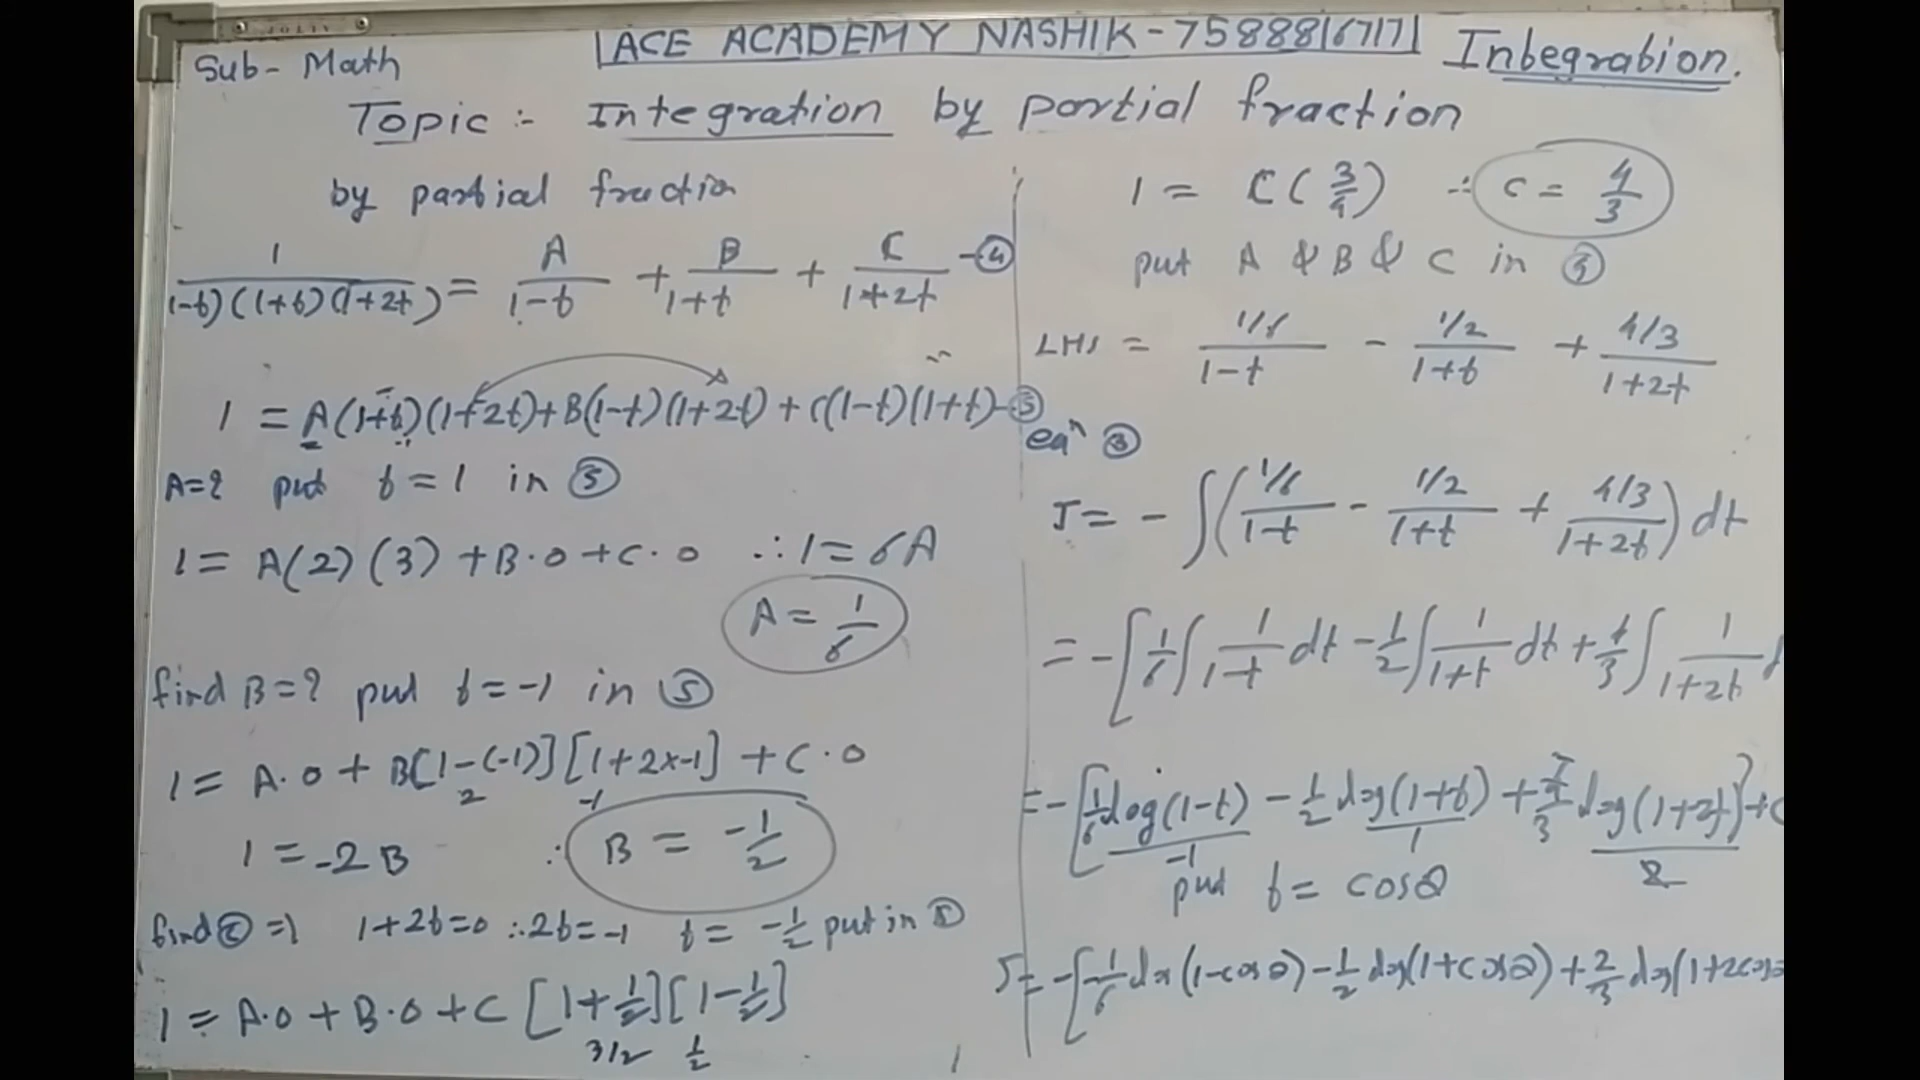 ACE ACADEMY NASHIK - 7588816717
Sub- Math
Integration.
Topic :- Integration by partial fraction
by partial fraction
1/(1-t)(1+t)(1+2t) = A/1-t + B/1+t + C/1+2t -④
1 = A(1+t)(1+2t)+B(1-t)(1+2t)+C(1-t)(1+t)-⑤
A=? put t=1 in ⑤
1 = A(2)(3)+B·0+C·0 ∴1=6A
A = 1/6
find B=? put t=-1 in ⑤
1 = A·0+B[1-(-1)][1+2x-1]+C·0
2 -1
1 = -2B ∴ B = -1/2
find C =? 1+2t=0 ∴2t=-1 t = -1/2 put in ⑤
1 = A·0+B·0+C[1+1/2][1-1/2]
3/2 1/2
1 = C(3/4) ∴ C = 4/3
put A & B & C in ④
LHS = 1/6/1-t - 1/2/1+t + 4/3/1+2t
eqn ③
I = -∫(1/6/1-t - 1/2/1+t + 4/3/1+2t) dt
= -[1/6∫1/1-t dt - 1/2∫1/1+t dt + 4/3∫1/1+2t
= -[1/6 log(1-t)/-1 - 1/2 log(1+t)/1 + 4/3 log(1+2t)/2]+C
put t = cosθ
I = -[-1/6 log(1-cosθ) - 1/2 log(1+cosθ) + 2/3 log(1+2cosθ